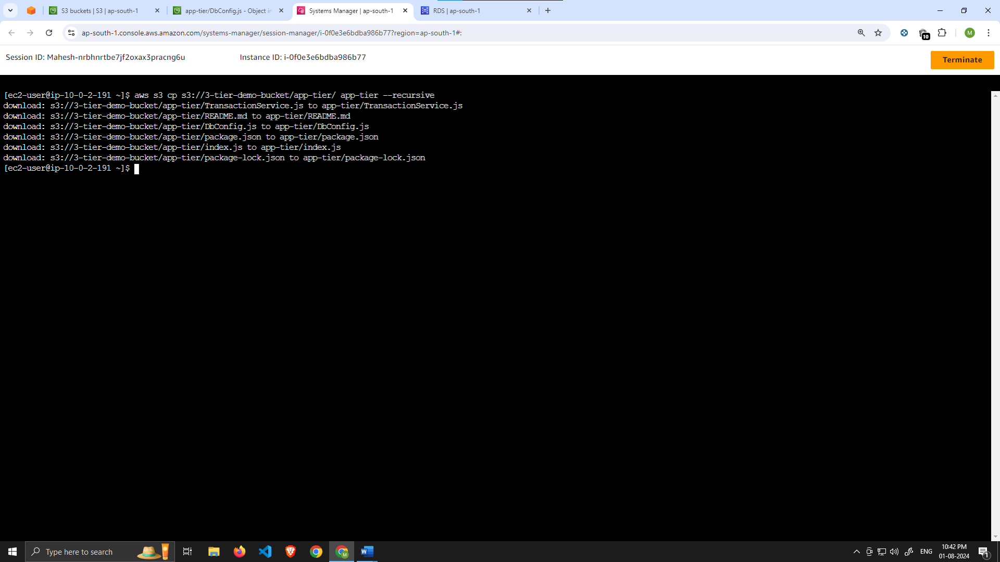 S3 buckets | S3 | ap-south-1
app-tier/DbConfig.js - Object in
Systems Manager | ap-south-1
RDS | ap-south-1
ap-south-1.console.aws.amazon.com/systems-manager/session-manager/i-0f0e3e6bdba986b77?region=ap-south-1#:
10
M
Session ID: Mahesh-nrbhnrtbe7jf2oxax3pracng6u
Instance ID: i-0f0e3e6bdba986b77
Terminate
[ec2-user@ip-10-0-2-191 ~]$ aws s3 cp s3://3-tier-demo-bucket/app-tier/ app-tier --recursive
download: s3://3-tier-demo-bucket/app-tier/TransactionService.js to app-tier/TransactionService.js
download: s3://3-tier-demo-bucket/app-tier/README.md to app-tier/README.md
download: s3://3-tier-demo-bucket/app-tier/DbConfig.js to app-tier/DbConfig.js
download: s3://3-tier-demo-bucket/app-tier/package.json to app-tier/package.json
download: s3://3-tier-demo-bucket/app-tier/index.js to app-tier/index.js
download: s3://3-tier-demo-bucket/app-tier/package-lock.json to app-tier/package-lock.json
[ec2-user@ip-10-0-2-191 ~]$
Type here to search
M
W
ENG
10:42 PM
01-08-2024
1